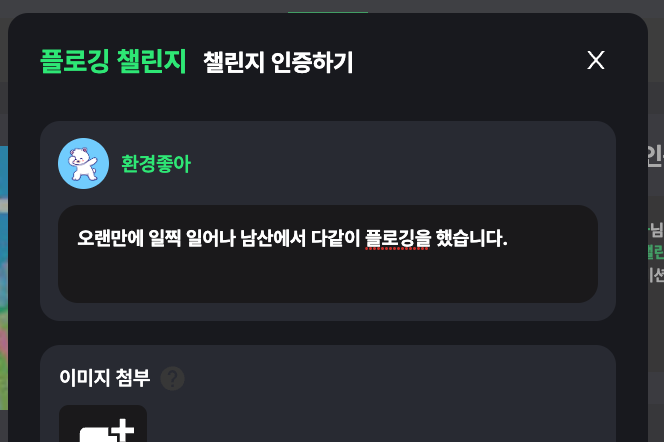 플로깅 챌린지 챌린지 인증하기 X
환경좋아
오랜만에 일찍 일어나 남산에서 다같이 플로깅을 했습니다.
이미지 첨부 ?